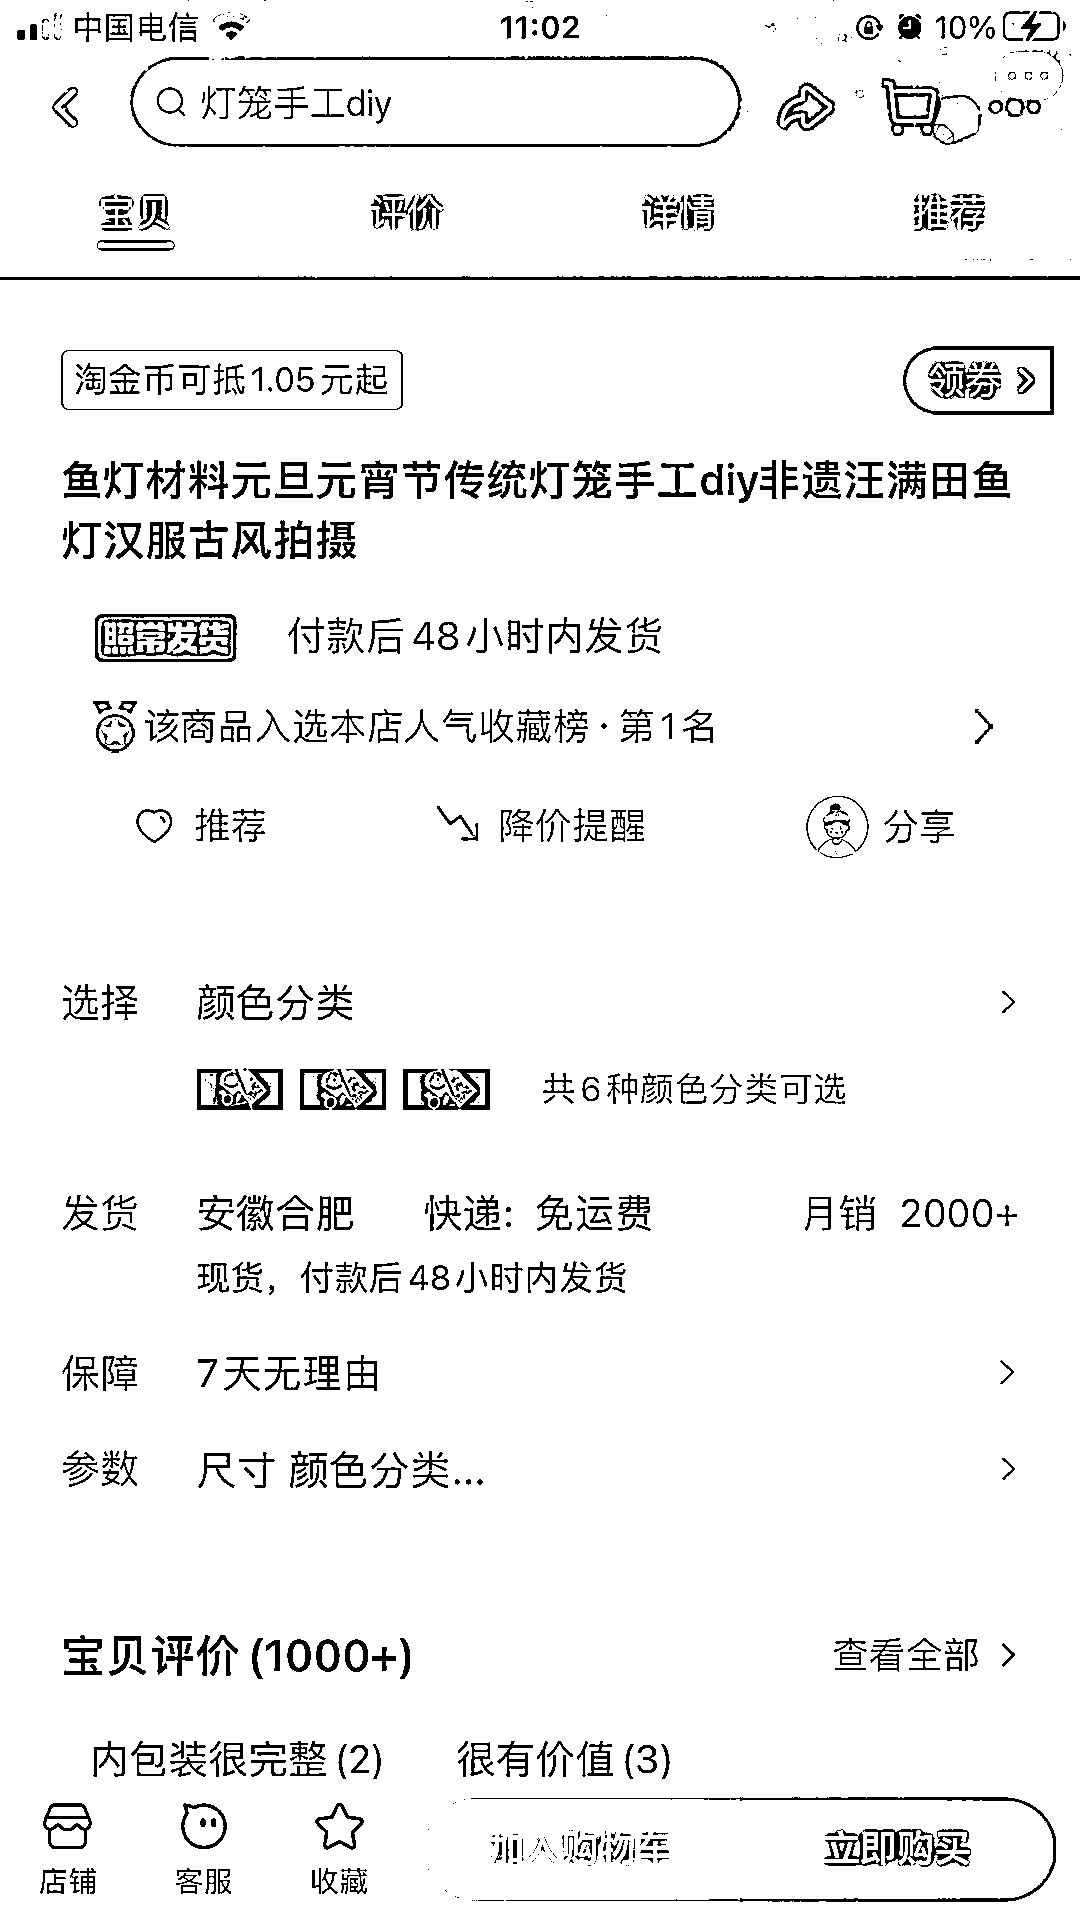 中国电信 11:02 10%
灯笼手工diy
宝贝 评价 详情 推荐
淘金币可抵1.05元起 领券
鱼灯材料元旦元宵节传统灯笼手工diy非遗汪满田鱼
灯汉服古风拍摄
照常发货 付款后48小时内发货
该商品入选本店人气收藏榜·第1名
推荐 降价提醒 分享
选择 颜色分类
共6种颜色分类可选
发货 安徽合肥 快递: 免运费 月销 2000+
现货，付款后48小时内发货
保障 7天无理由
参数 尺寸 颜色分类...
宝贝评价 (1000+) 查看全部
内包装很完整 (2) 很有价值 (3)
店铺 客服 收藏 加入购物车 立即购买